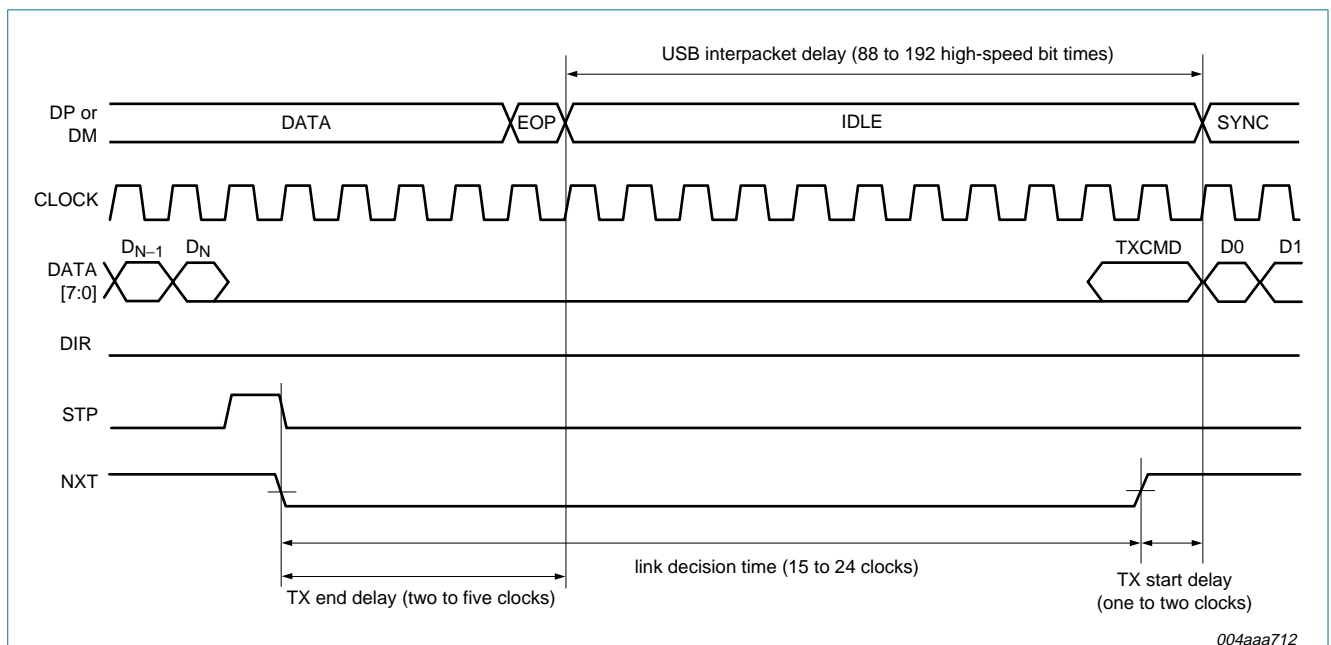 USB interpacket delay (88 to 192 high-speed bit times)
DP or
DM
DATA
EOP
IDLE
SYNC
CLOCK
DATA
[7:0]
DN–1
DN
TXCMD
D0
D1
DIR
STP
NXT
link decision time (15 to 24 clocks)
TX end delay (two to five clocks)
TX start delay
(one to two clocks)
004aaa712